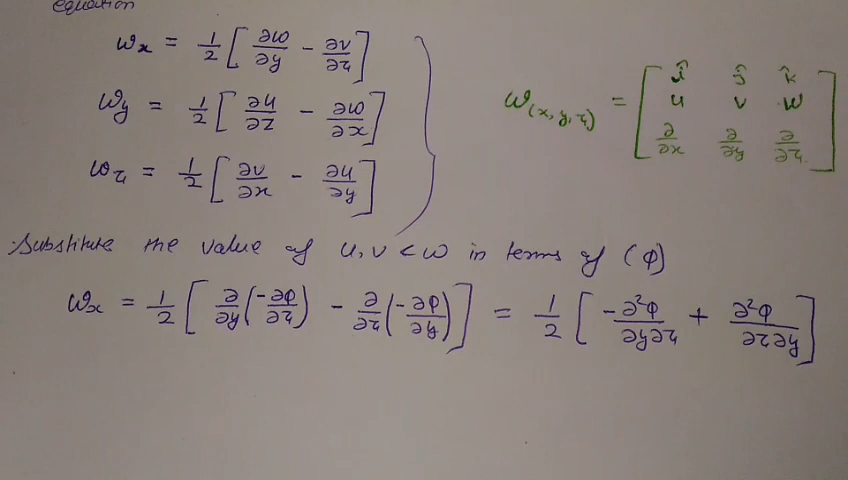 equation
ωx = 1/2 [ ∂ω/∂y - ∂v/∂z ]
ωy = 1/2 [ ∂u/∂z - ∂ω/∂x ]
ωz = 1/2 [ ∂v/∂x - ∂u/∂y ]
ω(x, y, z) = [ î ĵ k̂
u v w
∂/∂x ∂/∂y ∂/∂z ]
Substitute the value of u, v & ω in terms of (ϕ)
ωx = 1/2 [ ∂/∂y (-∂ϕ/∂z) - ∂/∂z (-∂ϕ/∂y) ] = 1/2 [ -∂²ϕ/∂y∂z + ∂²ϕ/∂z∂y ]